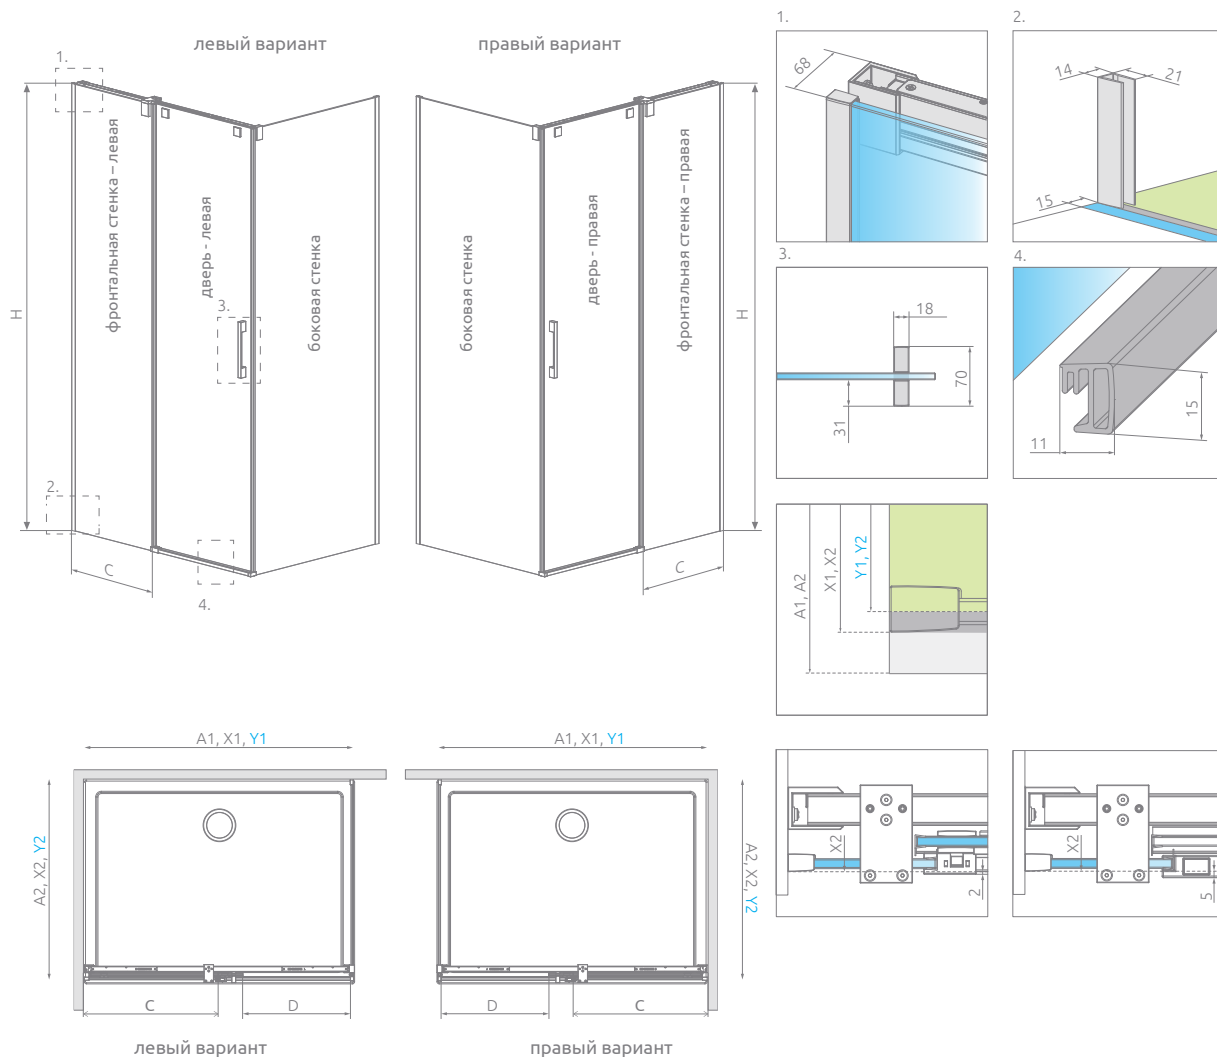 левый вариант
правый вариант
1.
фронтальная стенка – левая
дверь - левая
боковая стенка
3.
H
2.
C
4.
боковая стенка
дверь - правая
фронтальная стенка – правая
H
C
1.
68
2.
14
21
15
3.
18
70
31
4.
15
11
A1, A2
X1, X2
Y1, Y2
A1, X1, Y1
A2, X2, Y2
C
D
левый вариант
A1, X1, Y1
A2, X2, Y2
D
C
правый вариант
X2
2
X2
5